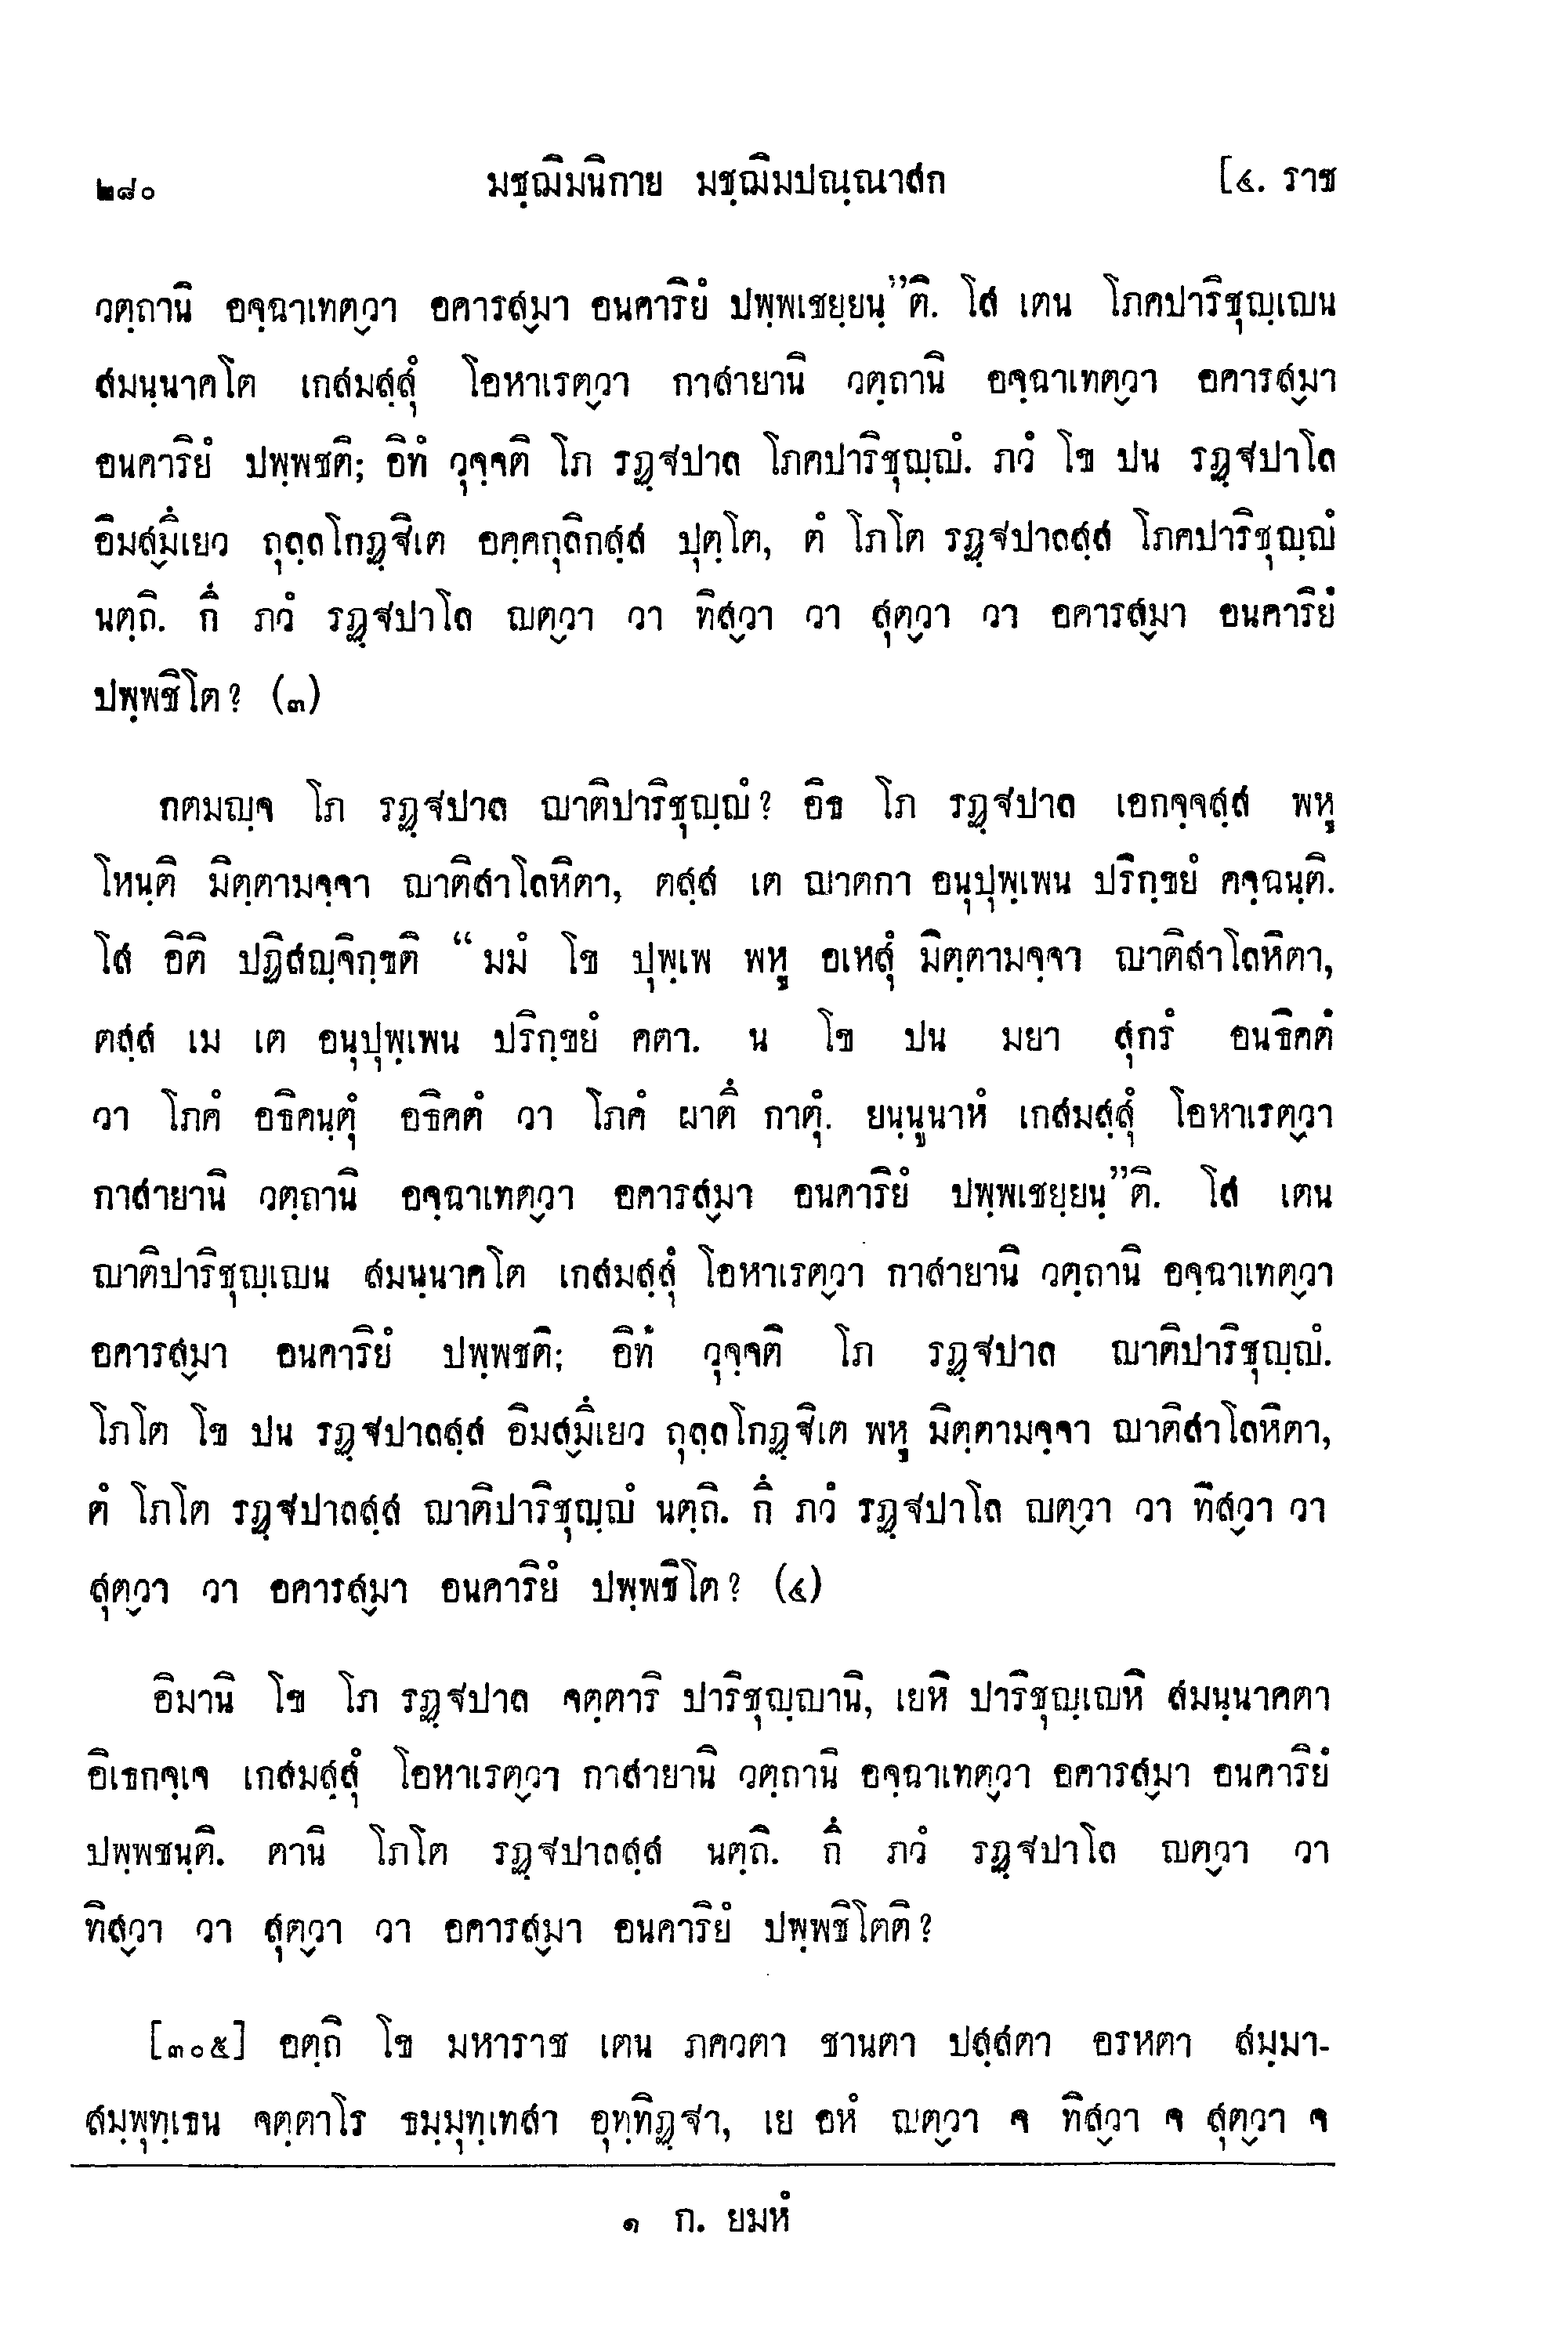 ๒๘๐ มชฺฌิมนิกาย มชฺฌิมปณฺณาสก [๔. ราช
วตฺถานิ อจฺฉาเทตฺวา อคารสฺมา อนคาริยํ ปพฺพเชยฺยนฺ”ติ. โส เตน โภคปาริชุญฺเญน
สมนฺนาคโต เกสมสฺสุํ โอหาเรตฺวา กาสายานิ วตฺถานิ อจฺฉาเทตฺวา อคารสฺมา
อนคาริยํ ปพฺพชติ; อิทํ วุจฺจติ โภ รฏฺฐปาล โภคปาริชุญฺญํ. ภวํ โข ปน รฏฺฐปาโล
อิมสฺมึเยว ถุลฺลโกฏฺฐิเต อคฺคกุลิกสฺส ปุตฺโต, ตํ โภโต รฏฺฐปาลสฺส โภคปาริชุญฺญํ
นตฺถิ. กึ ภวํ รฏฺฐปาโล ญตฺวา วา ทิสฺวา วา สุตฺวา วา อคารสฺมา อนคาริยํ
ปพฺพชิโต? (๓)
กตมญฺจ โภ รฏฺฐปาล ญาติปาริชุญฺญํ? อิธ โภ รฏฺฐปาล เอกจฺจสฺส พหู
โหนฺติ มิตฺตามจฺจา ญาติสาโลหิตา, ตสฺส เต ญาตกา อนุปุพฺเพน ปริกฺขยํ คจฺฉนฺติ.
โส อิติ ปฏิสญฺจิกฺขติ “มมํ โข ปุพฺเพ พหู อเหสุํ มิตฺตามจฺจา ญาติสาโลหิตา,
ตสฺส เม เต อนุปุพฺเพน ปริกฺขยํ คตา. น โข ปน มยา สุกรํ อนธิคตํ
วา โภคํ อธิคนฺตุํ อธิคตํ วา โภคํ ผาตึ กาตุํ. ยนฺนูนาหํ เกสมสฺสุํ โอหาเรตฺวา
กาสายานิ วตฺถานิ อจฺฉาเทตฺวา อคารสฺมา อนคาริยํ ปพฺพเชยฺยนฺ”ติ. โส เตน
ญาติปาริชุญฺเญน สมนฺนาคโต เกสมสฺสุํ โอหาเรตฺวา กาสายานิ วตฺถานิ อจฺฉาเทตฺวา
อคารสฺมา อนคาริยํ ปพฺพชติ; อิทํ วุจฺจติ โภ รฏฺฐปาล ญาติปาริชุญฺญํ.
โภโต โข ปน รฏฺฐปาลสฺส อิมสฺมึเยว ถุลฺลโกฏฺฐิเต พหู มิตฺตามจฺจา ญาติสาโลหิตา,
ตํ โภโต รฏฺฐปาลสฺส ญาติปาริชุญฺญํ นตฺถิ. กึ ภวํ รฏฺฐปาโล ญตฺวา วา ทิสฺวา วา
สุตฺวา วา อคารสฺมา อนคาริยํ ปพฺพชิโต? (๔)
อิมานิ โข โภ รฏฺฐปาล จตฺตาริ ปาริชุญฺญานิ, เยหิ ปาริชุญฺเญหิ สมนฺนาคตา
อิเธกจฺเจ เกสมสฺสุํ โอหาเรตฺวา กาสายานิ วตฺถานิ อจฺฉาเทตฺวา อคารสฺมา อนคาริยํ
ปพฺพชนฺติ. ตานิ โภโต รฏฺฐปาลสฺส นตฺถิ. กึ ภวํ รฏฺฐปาโล ญตฺวา วา
ทิสฺวา วา สุตฺวา วา อคารสฺมา อนคาริยํ ปพฺพชิโตติ?
[๓๐๕] อตฺถิ โข มหาราช เตน ภควตา ชานตา ปสฺสตา อรหตา สมฺมา-
สมฺพุทฺเธน จตฺตาโร ธมฺมุทฺเทสา อุทฺทิฏฺฐา, เย อหํ ญตฺวา จ ทิสฺวา จ สุตฺวา จ
๑ ก. ยมหํ